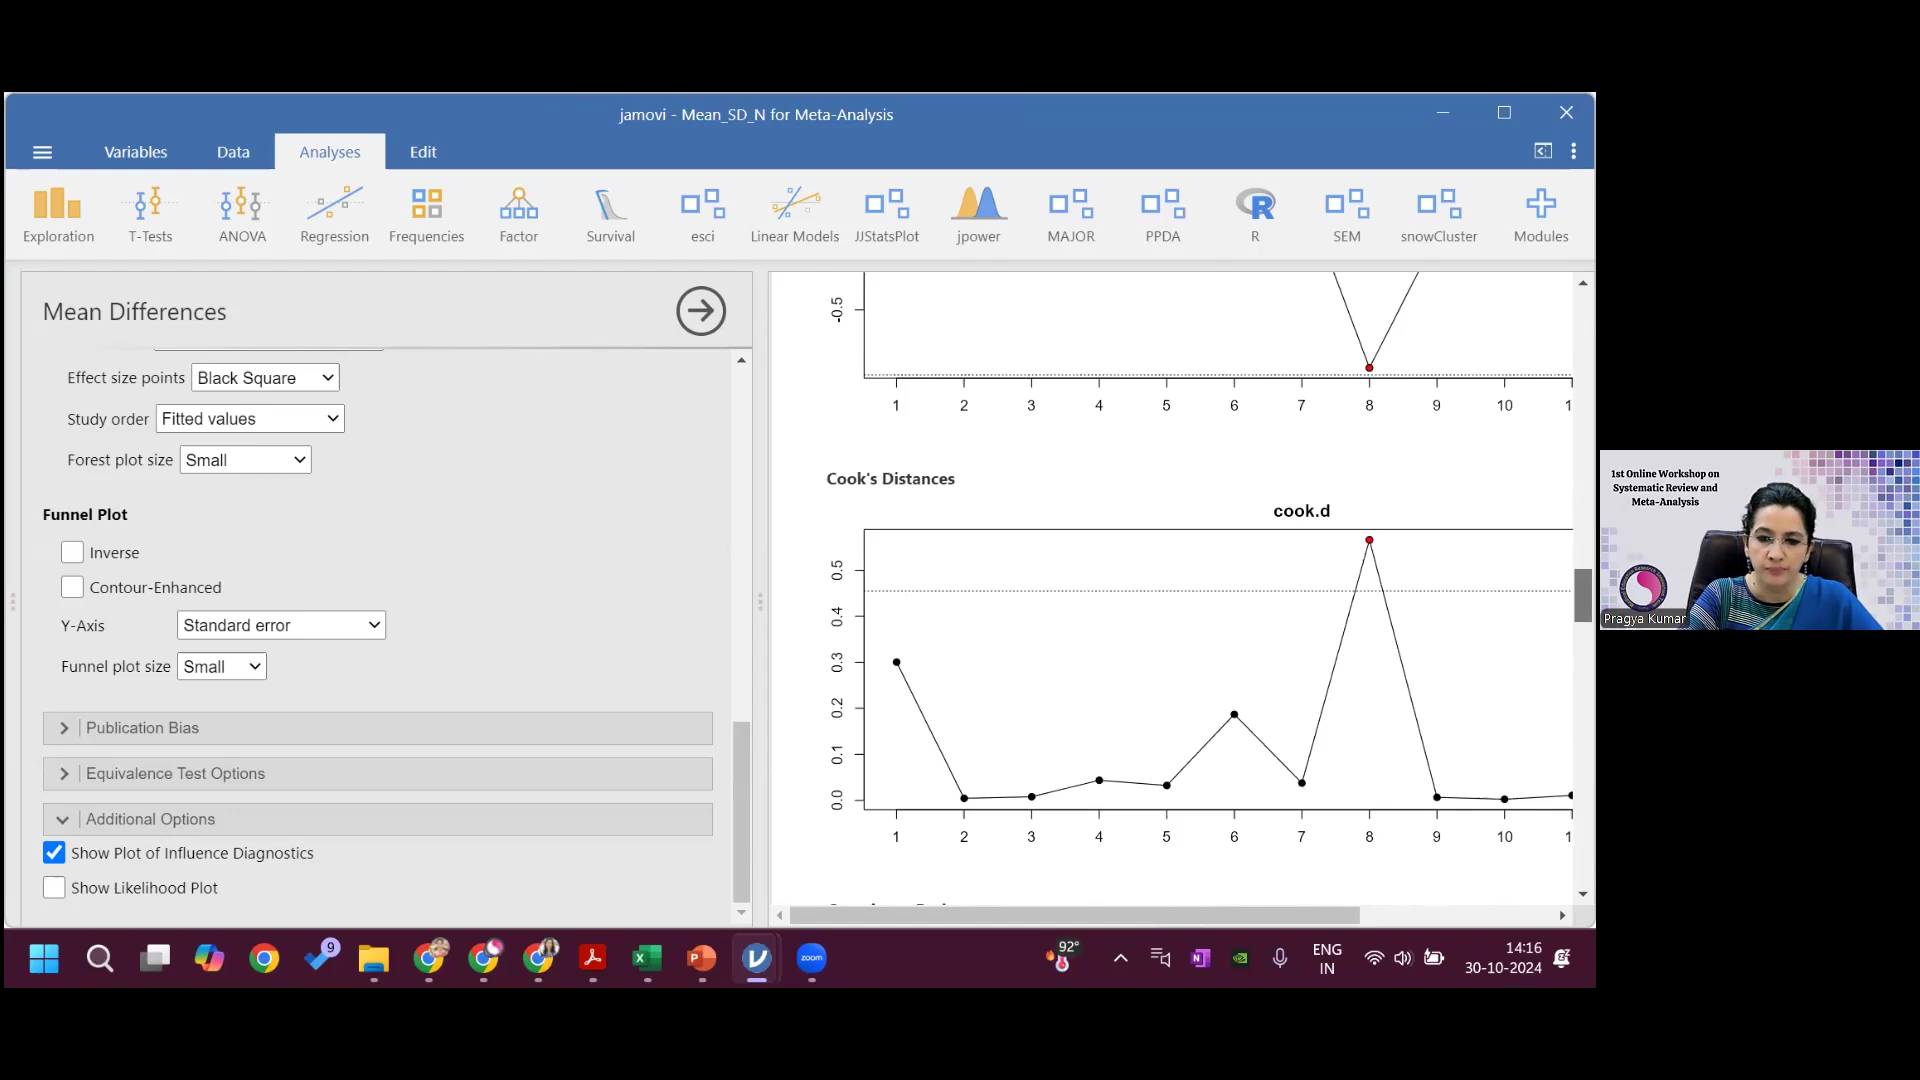 jamovi - Mean_SD_N for Meta-Analysis
Variables
Data
Analyses
Edit
Exploration
T-Tests
ANOVA
Regression
Frequencies
Factor
Survival
esci
Linear Models
JJStatsPlot
jpower
MAJOR
PPDA
R
SEM
snowCluster
Modules
Mean Differences
Effect size points Black Square
Study order Fitted values
Forest plot size Small
Funnel Plot
Inverse
Contour-Enhanced
Y-Axis Standard error
Funnel plot size Small
Publication Bias
Equivalence Test Options
Additional Options
Show Plot of Influence Diagnostics
Show Likelihood Plot
-0.5
1 2 3 4 5 6 7 8 9 10 1
Cook's Distances
cook.d
0.5
0.4
0.3
0.2
0.1
0.0
1 2 3 4 5 6 7 8 9 10 1
1st Online Workshop on
Systematic Review and
Meta-Analysis
Pragya Kumar
9
zoom
92°
ENG
IN
14:16
30-10-2024